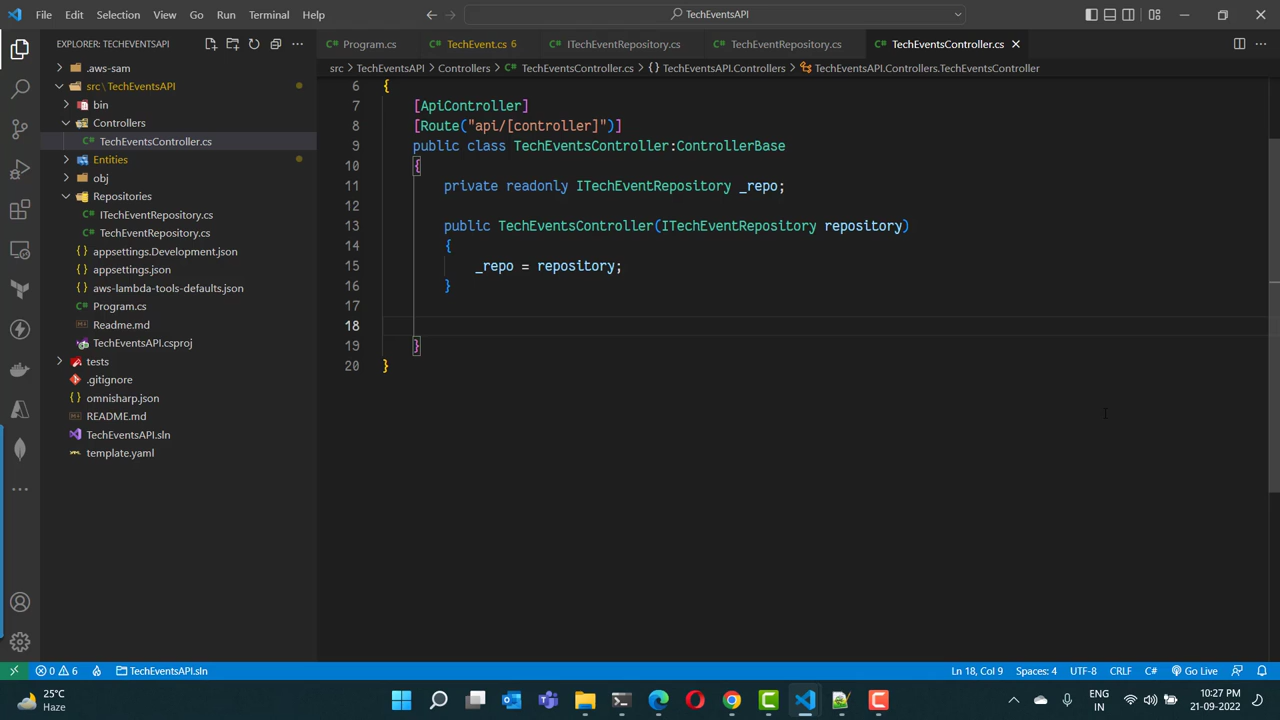 File Edit Selection View Go Run Terminal Help
TechEventsAPI
EXPLORER: TECHEVENTSAPI
.aws-sam
src \ TechEventsAPI
bin
Controllers
TechEventsController.cs
Entities
obj
Repositories
ITechEventRepository.cs
TechEventRepository.cs
appsettings.Development.json
appsettings.json
aws-lambda-tools-defaults.json
Program.cs
Readme.md
TechEventsAPI.csproj
tests
.gitignore
omnisharp.json
README.md
TechEventsAPI.sln
template.yaml
Program.cs TechEvent.cs 6 ITechEventRepository.cs TechEventRepository.cs TechEventsController.cs
src > TechEventsAPI > Controllers > TechEventsController.cs > {} TechEventsAPI.Controllers > TechEventsAPI.Controllers.TechEventsController
6 {
7 [ApiController]
8 [Route("api/[controller]")]
9 public class TechEventsController:ControllerBase
10 {
11 private readonly ITechEventRepository _repo;
12
13 public TechEventsController(ITechEventRepository repository)
14 {
15 _repo = repository;
16 }
17
18
19 }
20 }
0 6 TechEventsAPI.sln Ln 18, Col 9 Spaces: 4 UTF-8 CRLF C# Go Live
25°C
Haze
ENG
IN
10:27 PM
21-09-2022